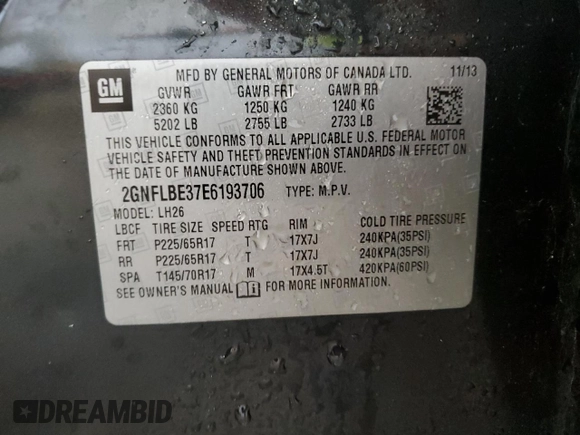 GM
MFD BY GENERAL MOTORS OF CANADA LTD. 11/13
GVWR GAWR FRT GAWR RR
2360 KG 1250 KG 1240 KG
5202 LB 2755 LB 2733 LB
THIS VEHICLE CONFORMS TO ALL APPLICABLE U.S. FEDERAL MOTOR
VEHICLE SAFETY AND THEFT PREVENTION STANDARDS IN EFFECT ON
THE DATE OF MANUFACTURE SHOWN ABOVE.
2GNFLBE37E6193706 TYPE: M.P.V.
MODEL: LH26
LBCF TIRE SIZE SPEED RTG RIM COLD TIRE PRESSURE
FRT P225/65R17 T 17X7J 240KPA(35PSI)
RR P225/65R17 T 17X7J 240KPA(35PSI)
SPA T145/70R17 M 17X4.5T 420KPA(60PSI)
SEE OWNER'S MANUAL FOR MORE INFORMATION.
DREAMBID